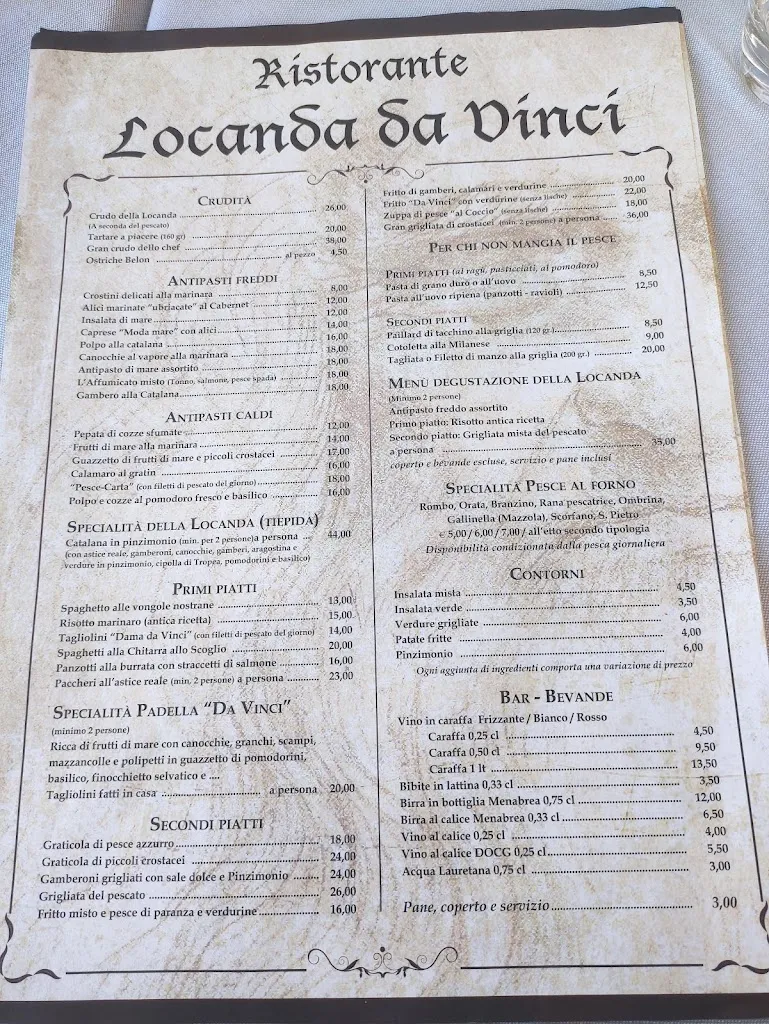 Ristorante
Locanda da Vinci
Crudità
Crudo della Locanda 26,00
(A seconda del pescato)
Tartare a piacere (160 gr) 20,00
Gran crudo dello chef 38,00
Ostriche Belon al pezzo 4,50
Antipasti freddi
Crostini delicati alla marinara 8,00
Alici marinate "ubriacate" al Cabernet 12,00
Insalata di mare 12,00
Caprese "Moda mare" con alici 14,00
Polpo alla catalana 16,00
Canocchie al vapore alla marinara 18,00
Antipasto di mare assortito 18,00
L'Affumicato misto (Tonno, salmone, pesce spada) 18,00
Gambero alla Catalana 18,00
Antipasti caldi
Pepata di cozze sfumate 12,00
Frutti di mare alla marinara 14,00
Guazzetto di frutti di mare e piccoli crostacei 17,00
Calamaro al gratin 16,00
"Pesce-Carta" (con filetti di pescato del giorno) 18,00
Polpo e cozze al pomodoro fresco e basilico 16,00
Specialità della Locanda (tiepida)
Catalana in pinzimonio (min. per 2 persone)a persona 44,00
(con astice reale, gamberoni, canocchie, gamberi, aragostina e
verdure in pinzimonio, cipolla di Tropea, pomodorini e basilico)
Primi piatti
Spaghetto alle vongole nostrane 13,00
Risotto marinaro (antica ricetta) 15,00
Tagliolini "Dama da Vinci" (con filetti di pescato del giorno) 14,00
Spaghetti alla Chitarra allo Scoglio 20,00
Panzotti alla burrata con straccetti di salmone 16,00
Paccheri all'astice reale (min. 2 persone) a persona 23,00
Specialità Padella "Da Vinci"
(minimo 2 persone)
Ricca di frutti di mare con canocchie, granchi, scampi,
mazzancolle e polipetti in guazzetto di pomodorini,
basilico, finocchietto selvatico e ....
Tagliolini fatti in casa a persona 20,00
Secondi piatti
Graticola di pesce azzurro 18,00
Graticola di piccoli crostacei 24,00
Gamberoni grigliati con sale dolce e Pinzimonio 24,00
Grigliata del pescato 26,00
Fritto misto e pesce di paranza e verdurine 16,00
Fritto di gamberi, calamari e verdurine 20,00
Fritto "Da Vinci" con verdurine (senza lische) 22,00
Zuppa di pesce "al Coccio" (senza lische) 18,00
Gran grigliata di crostacei (min. 2 persone) a persona 36,00
Per chi non mangia il pesce
Primi piatti (al ragù, pasticciati, al pomodoro)
Pasta di grano duro o all'uovo 8,50
Pasta all'uovo ripiena (panzotti - ravioli) 12,50
Secondi piatti
Paillard di tacchino alla griglia (120 gr.) 8,50
Cotoletta alla Milanese 9,00
Tagliata o Filetto di manzo alla griglia (200 gr.) 20,00
Menù degustazione della Locanda
(Minimo 2 persone)
Antipasto freddo assortito
Primo piatto: Risotto antica ricetta
Secondo piatto: Grigliata mista del pescato
a persona 35,00
coperto e bevande escluse, servizio e pane inclusi
Specialità Pesce al forno
Rombo, Orata, Branzino, Rana pescatrice, Ombrina,
Gallinella (Mazzola), Scorfano, S. Pietro
€ 5,00 / 6,00 / 7,00 / all'etto secondo tipologia
Disponibilità condizionata dalla pesca giornaliera
Contorni
Insalata mista 4,50
Insalata verde 3,50
Verdure grigliate 6,00
Patate fritte 4,00
Pinzimonio 6,00
Ogni aggiunta di ingredienti comporta una variazione di prezzo
Bar - Bevande
Vino in caraffa Frizzante / Bianco / Rosso
Caraffa 0,25 cl 4,50
Caraffa 0,50 cl 9,50
Caraffa 1 lt 13,50
Bibite in lattina 0,33 cl 3,50
Birra in bottiglia Menabrea 0,75 cl 12,00
Birra al calice Menabrea 0,33 cl 6,50
Vino al calice 0,25 cl 4,00
Vino al calice DOCG 0,25 cl 5,50
Acqua Lauretana 0,75 cl 3,00
Pane, coperto e servizio 3,00